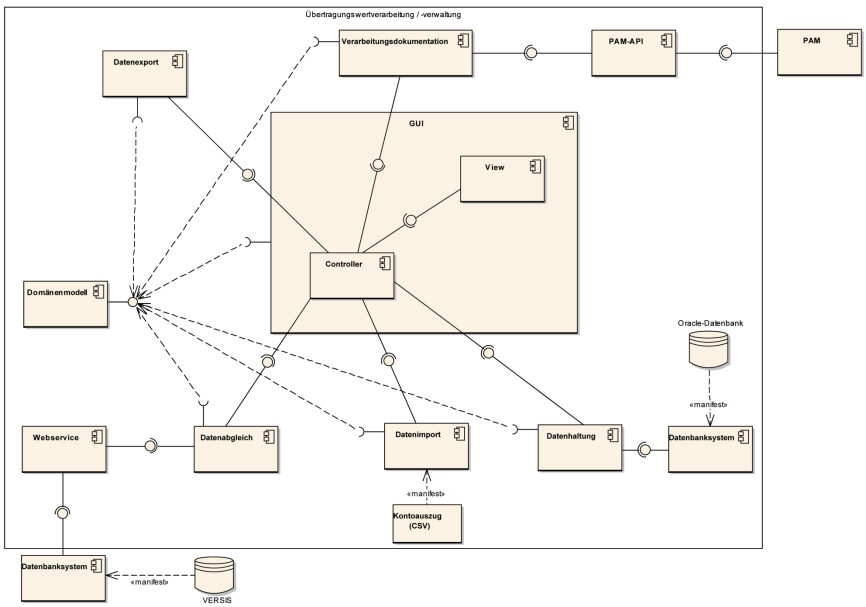 Übertragungswertverarbeitung / -verwaltung
Verarbeitungsdokumentation
PAM-API
PAM
Datenexport
GUI
View
Controller
Domänenmodell
Oracle-Datenbank
«manifest»
Webservice
Datenabgleich
Datenimport
Datenhaltung
Datenbanksystem
«manifest»
Kontoauszug
(CSV)
Datenbanksystem
«manifest»
VERSIS